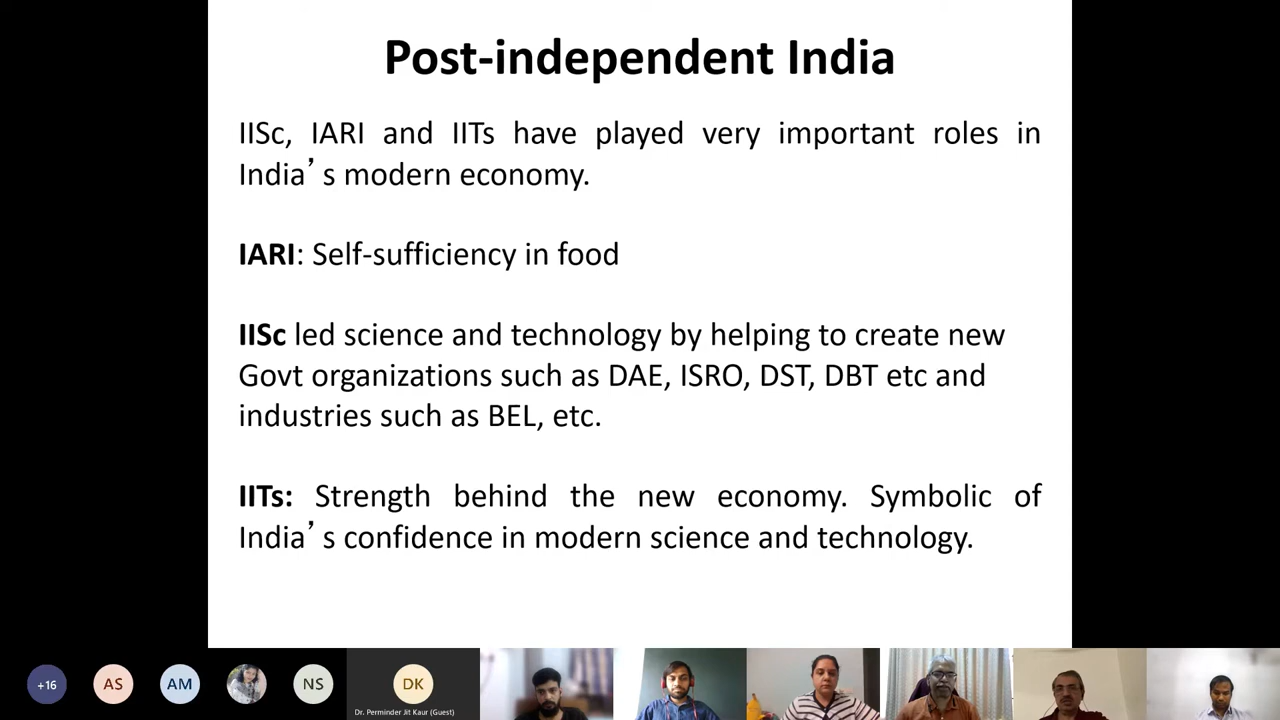 Post-independent India
IISc, IARI and IITs have played very important roles in
India’s modern economy.
IARI: Self-sufficiency in food
IISc led science and technology by helping to create new
Govt organizations such as DAE, ISRO, DST, DBT etc and
industries such as BEL, etc.
IITs: Strength behind the new economy. Symbolic of
India’s confidence in modern science and technology.
+16
AS
AM
NS
DK
Dr. Perminder Jit Kaur (Guest)